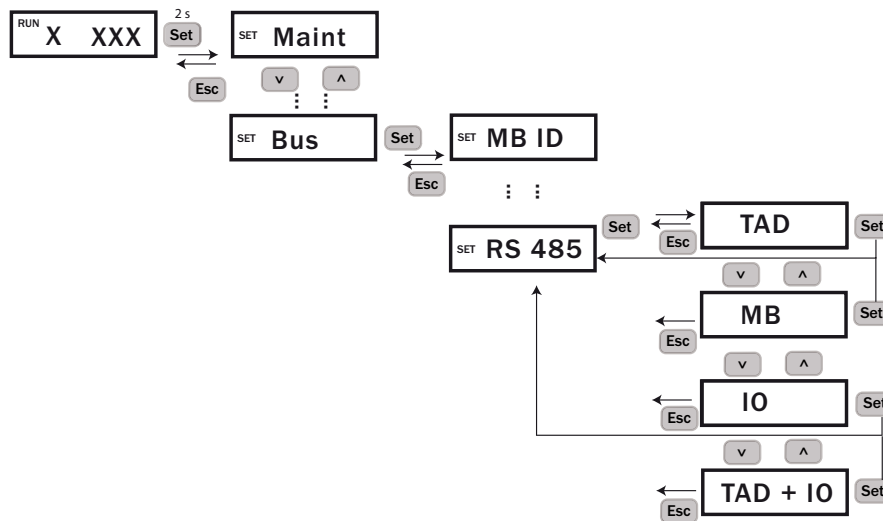 RUN X XXX
2 s
Set
SET Maint
Esc
v ^
SET Bus
Set
SET MB ID
Esc
SET RS 485
Set
Esc
TAD
Set
v ^
MB
Set
Esc
v ^
IO
Set
Esc
v ^
TAD + IO
Set
Esc